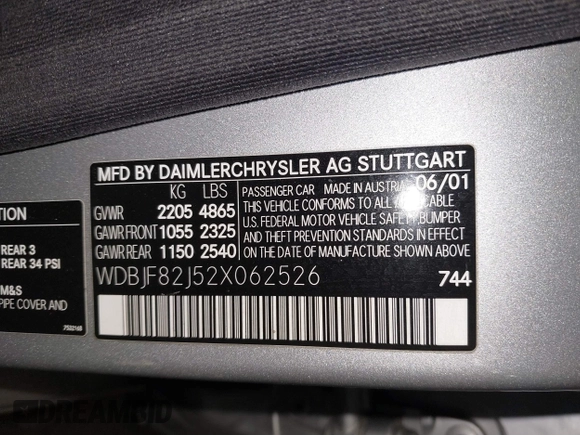 MFD BY DAIMLERCHRYSLER AG STUTTGART
KG LBS
GVWR 2205 4865
GAWR FRONT 1055 2325
GAWR REAR 1150 2540
PASSENGER CAR MADE IN AUSTRIA 06/01
THIS VEHICLE CONFORMS TO ALL APPLICABLE
U.S. FEDERAL MOTOR VEHICLE SAFETY, BUMPER
AND THEFT PREVENTION STANDARDS IN
EFFECT ON THE DATE OF MANUFACTURE SHOWN ABOVE
WDBJF82J52X062526
744
REAR 3
REAR 34 PSI
M&S
PIPE COVER AND
DREAMBID